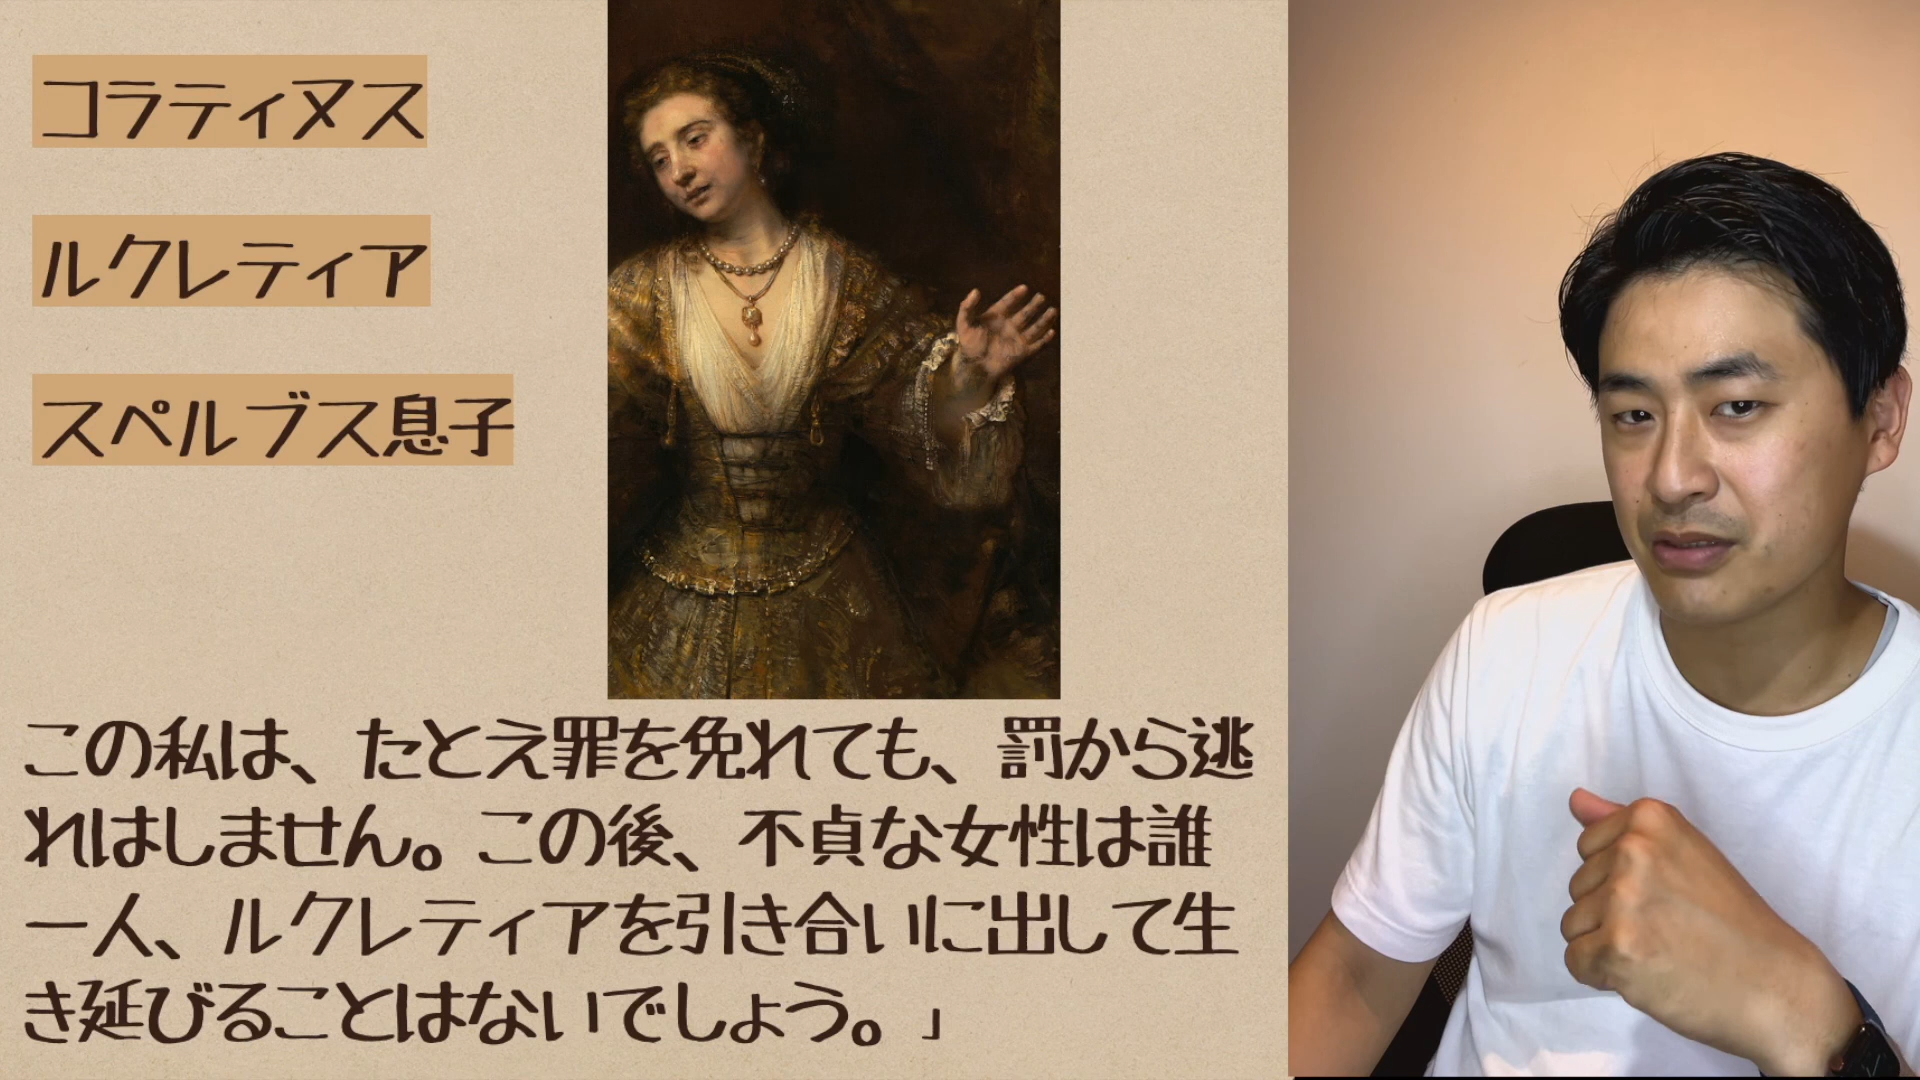 コラティヌス
ルクレティア
スペルブス息子
この私は、たとえ罪を免れても、罰から逃
れはしません。この後、不貞な女性は誰
一人、ルクレティアを引き合いに出して生
き延びることはないでしょう。」